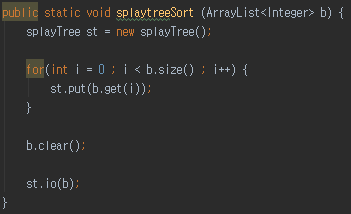 public static void splaytreeSort (ArrayList<Integer> b) {
splayTree st = new splayTree();
for(int i = 0 ; i < b.size() ; i++) {
st.put(b.get(i));
}
b.clear();
st.io(b);
}